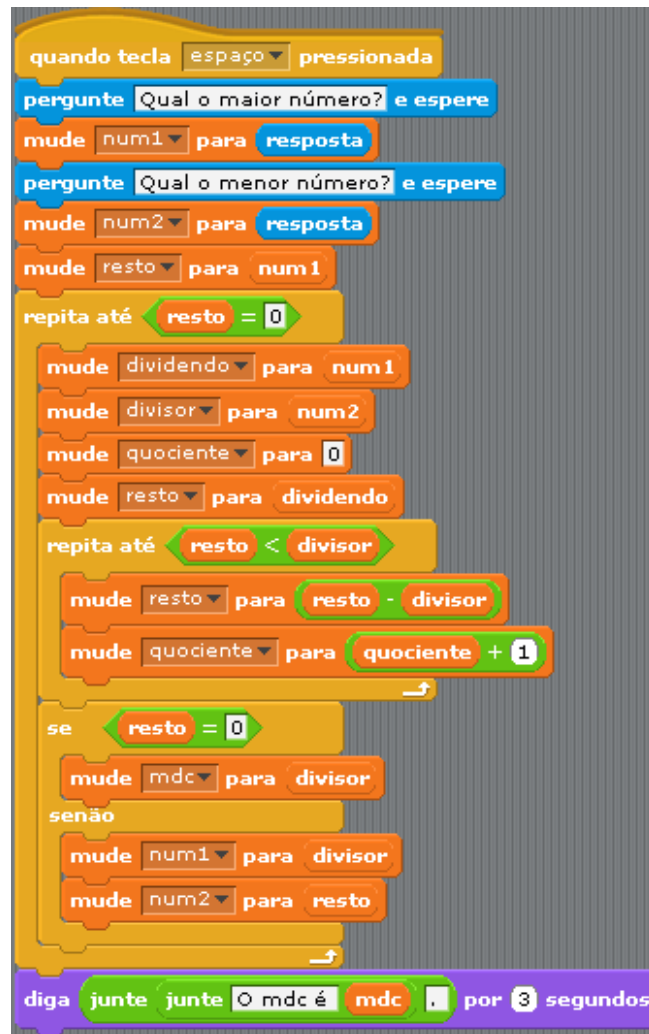 quando tecla espaço pressionada
pergunte Qual o maior número? e espere
mude num1 para resposta
pergunte Qual o menor número? e espere
mude num2 para resposta
mude resto para num1
repita até resto = 0
mude dividendo para num1
mude divisor para num2
mude quociente para 0
mude resto para dividendo
repita até resto < divisor
mude resto para resto - divisor
mude quociente para quociente + 1
se resto = 0
mude mdc para divisor
senão
mude num1 para divisor
mude num2 para resto
diga junte junte O mdc é mdc . por 3 segundos